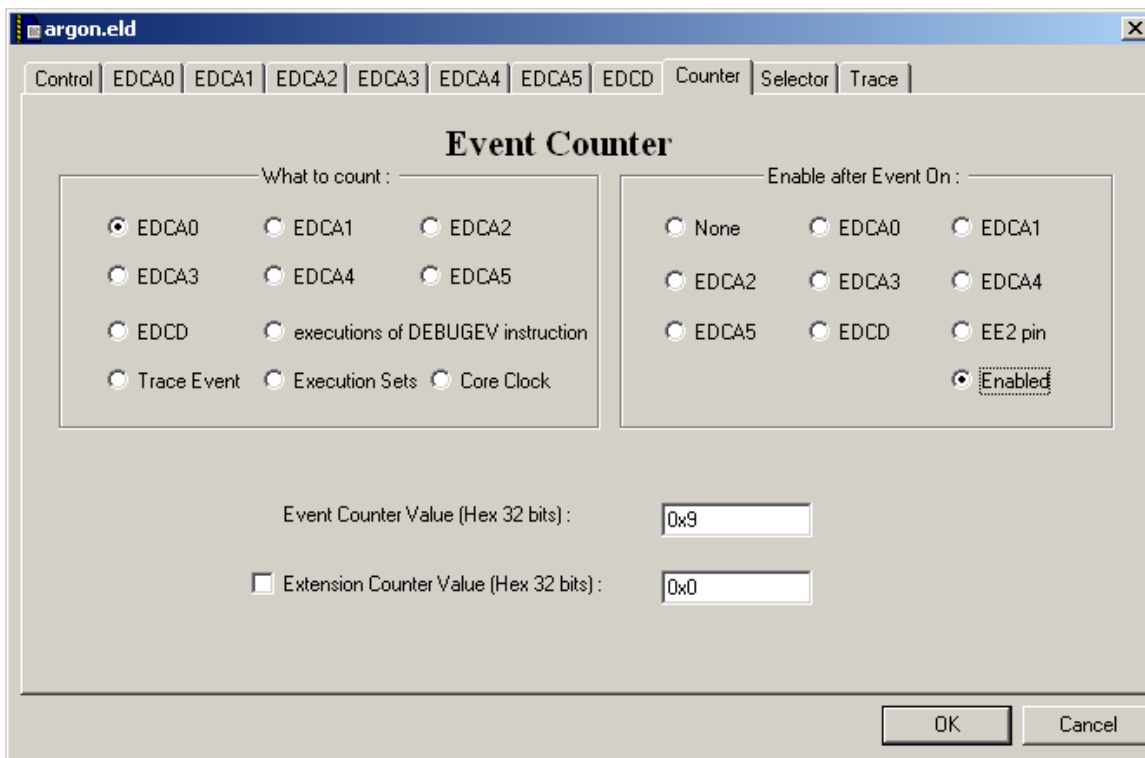 argon.eld
Control EDCA0 EDCA1 EDCA2 EDCA3 EDCA4 EDCA5 EDCD Counter Selector Trace
Event Counter
What to count :
EDCA0 EDCA1 EDCA2
EDCA3 EDCA4 EDCA5
EDCD executions of DEBUGEV instruction
Trace Event Execution Sets Core Clock
Enable after Event On :
None EDCA0 EDCA1
EDCA2 EDCA3 EDCA4
EDCA5 EDCD EE2 pin
Enabled
Event Counter Value (Hex 32 bits) : 0x9
Extension Counter Value (Hex 32 bits) : 0x0
OK Cancel